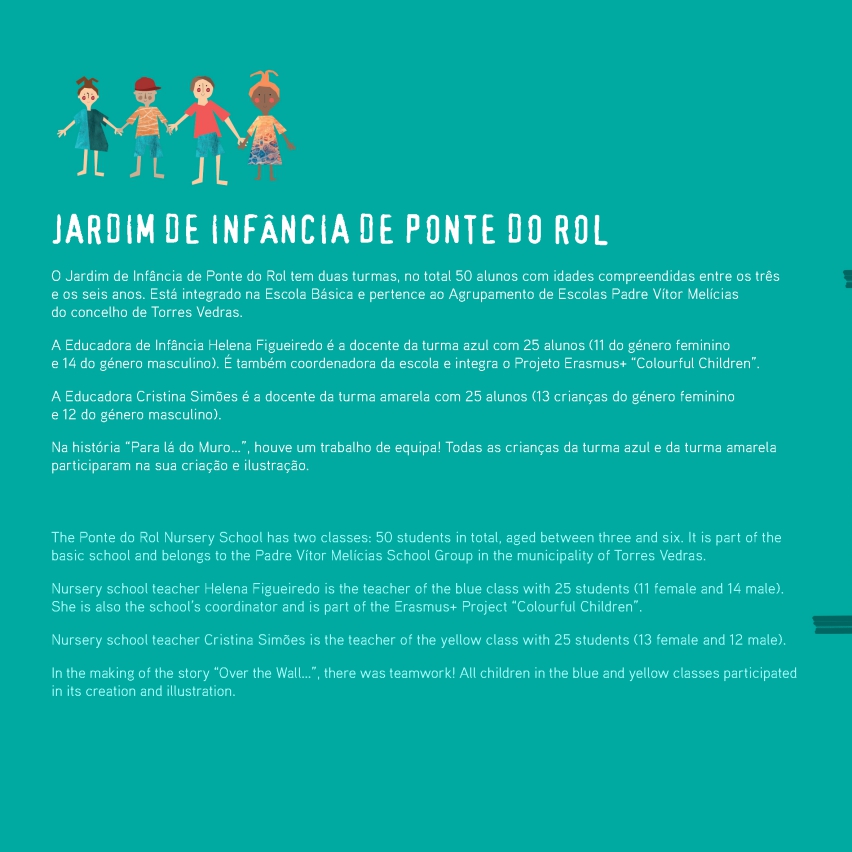 JARDIM DE INFÂNCIA DE PONTE DO ROL
O Jardim de Infância de Ponte do Rol tem duas turmas, no total 50 alunos com idades compreendidas entre os três
e os seis anos. Está integrado na Escola Básica e pertence ao Agrupamento de Escolas Padre Vítor Melícias
do concelho de Torres Vedras.
A Educadora de Infância Helena Figueiredo é a docente da turma azul com 25 alunos (11 do género feminino
e 14 do género masculino). É também coordenadora da escola e integra o Projeto Erasmus+ “Colourful Children”.
A Educadora Cristina Simões é a docente da turma amarela com 25 alunos (13 crianças do género feminino
e 12 do género masculino).
Na história “Para lá do Muro...”, houve um trabalho de equipa! Todas as crianças da turma azul e da turma amarela
participaram na sua criação e ilustração.
The Ponte do Rol Nursery School has two classes: 50 students in total, aged between three and six. It is part of the
basic school and belongs to the Padre Vítor Melícias School Group in the municipality of Torres Vedras.
Nursery school teacher Helena Figueiredo is the teacher of the blue class with 25 students (11 female and 14 male).
She is also the school’s coordinator and is part of the Erasmus+ Project “Colourful Children”.
Nursery school teacher Cristina Simões is the teacher of the yellow class with 25 students (13 female and 12 male).
In the making of the story “Over the Wall...”, there was teamwork! All children in the blue and yellow classes participated
in its creation and illustration.